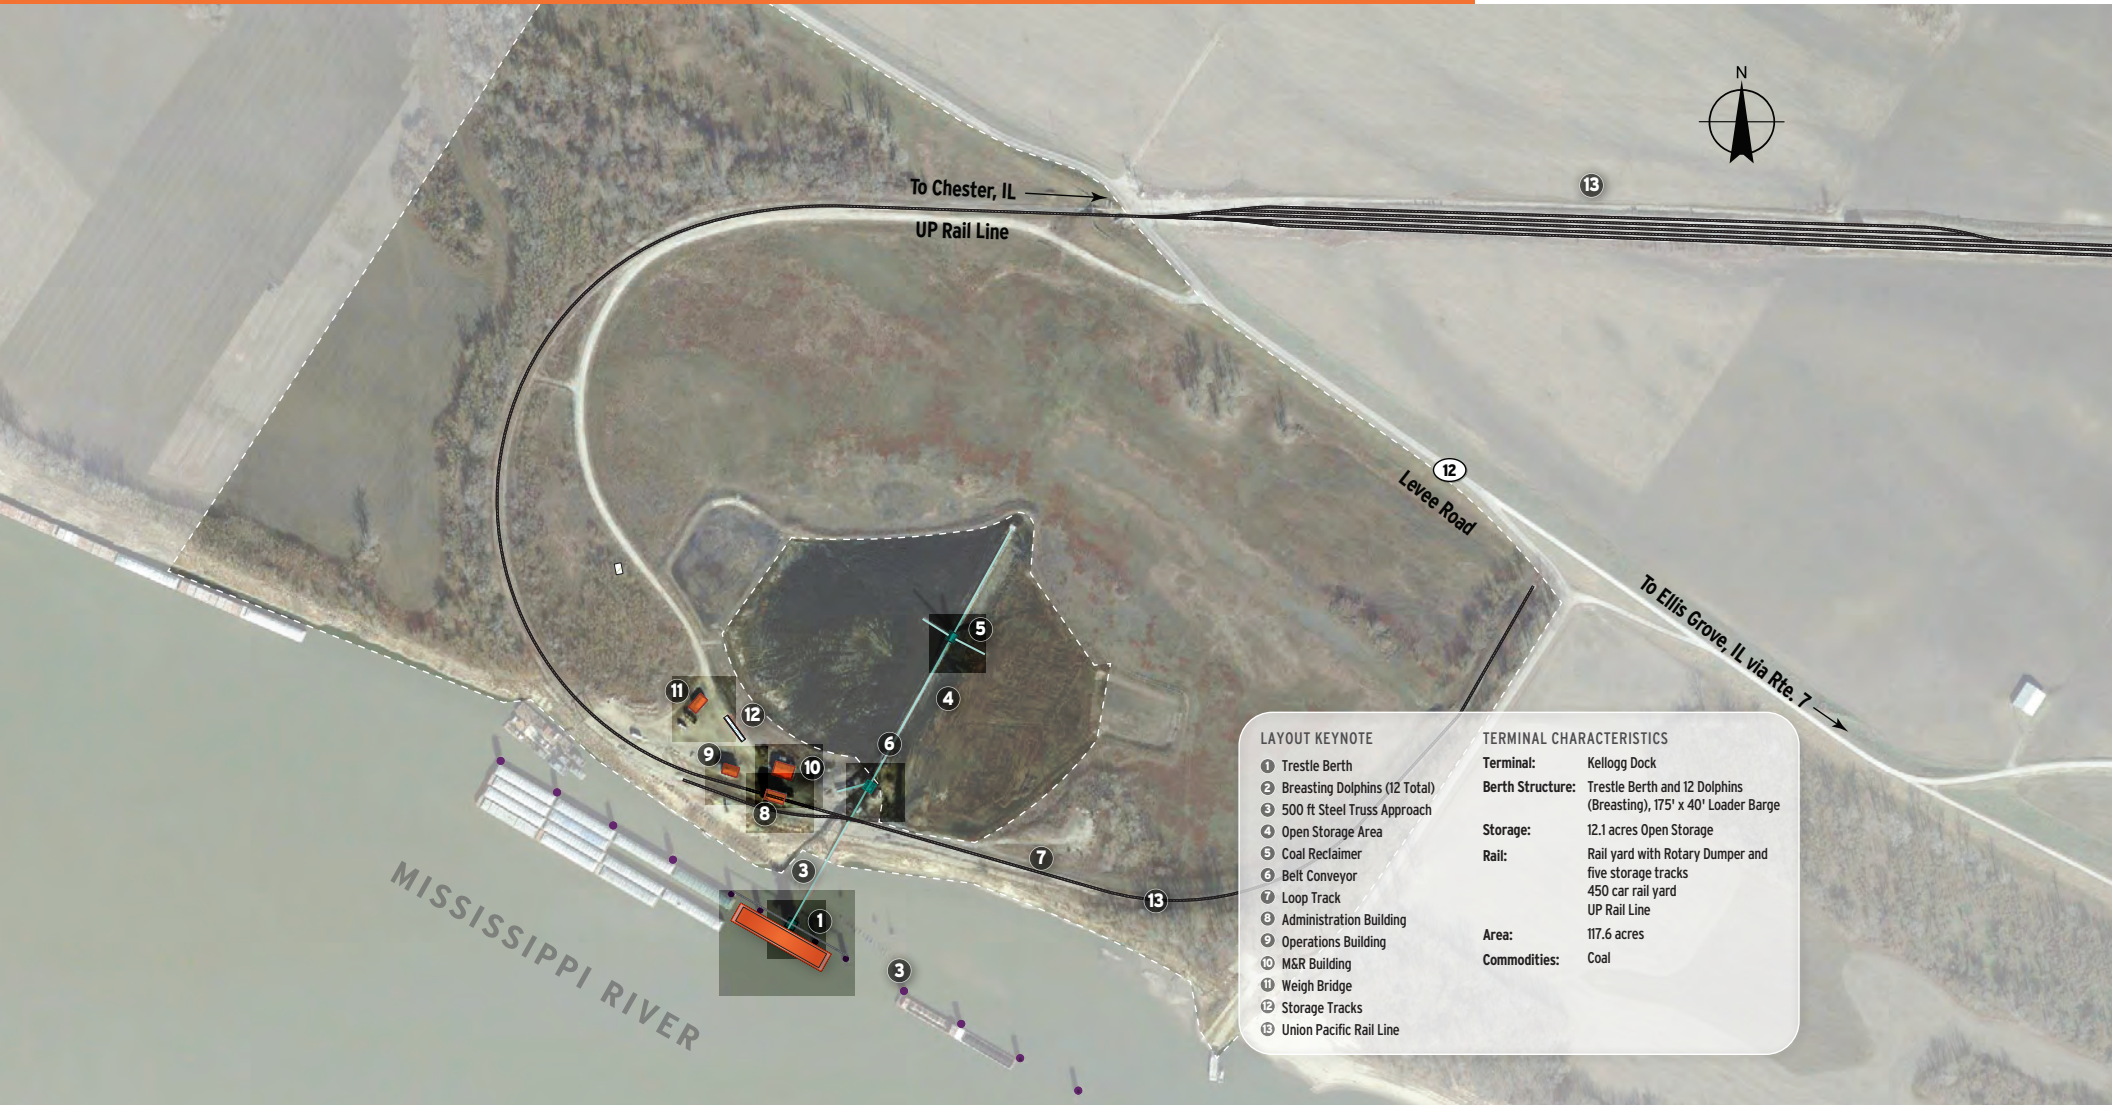 N
To Chester, IL
UP Rail Line
13
12
Levee Road
To Ellis Grove, IL via Rte. 7
5
4
11
12
6
9
10
8
7
3
13
1
3
MISSISSIPPI RIVER
LAYOUT KEYNOTE
1 Trestle Berth
2 Breasting Dolphins (12 Total)
3 500 ft Steel Truss Approach
4 Open Storage Area
5 Coal Reclaimer
6 Belt Conveyor
7 Loop Track
8 Administration Building
9 Operations Building
10 M&R Building
11 Weigh Bridge
12 Storage Tracks
13 Union Pacific Rail Line
TERMINAL CHARACTERISTICS
Terminal: Kellogg Dock
Berth Structure: Trestle Berth and 12 Dolphins
(Breasting), 175' x 40' Loader Barge
Storage: 12.1 acres Open Storage
Rail: Rail yard with Rotary Dumper and
five storage tracks
450 car rail yard
UP Rail Line
Area: 117.6 acres
Commodities: Coal